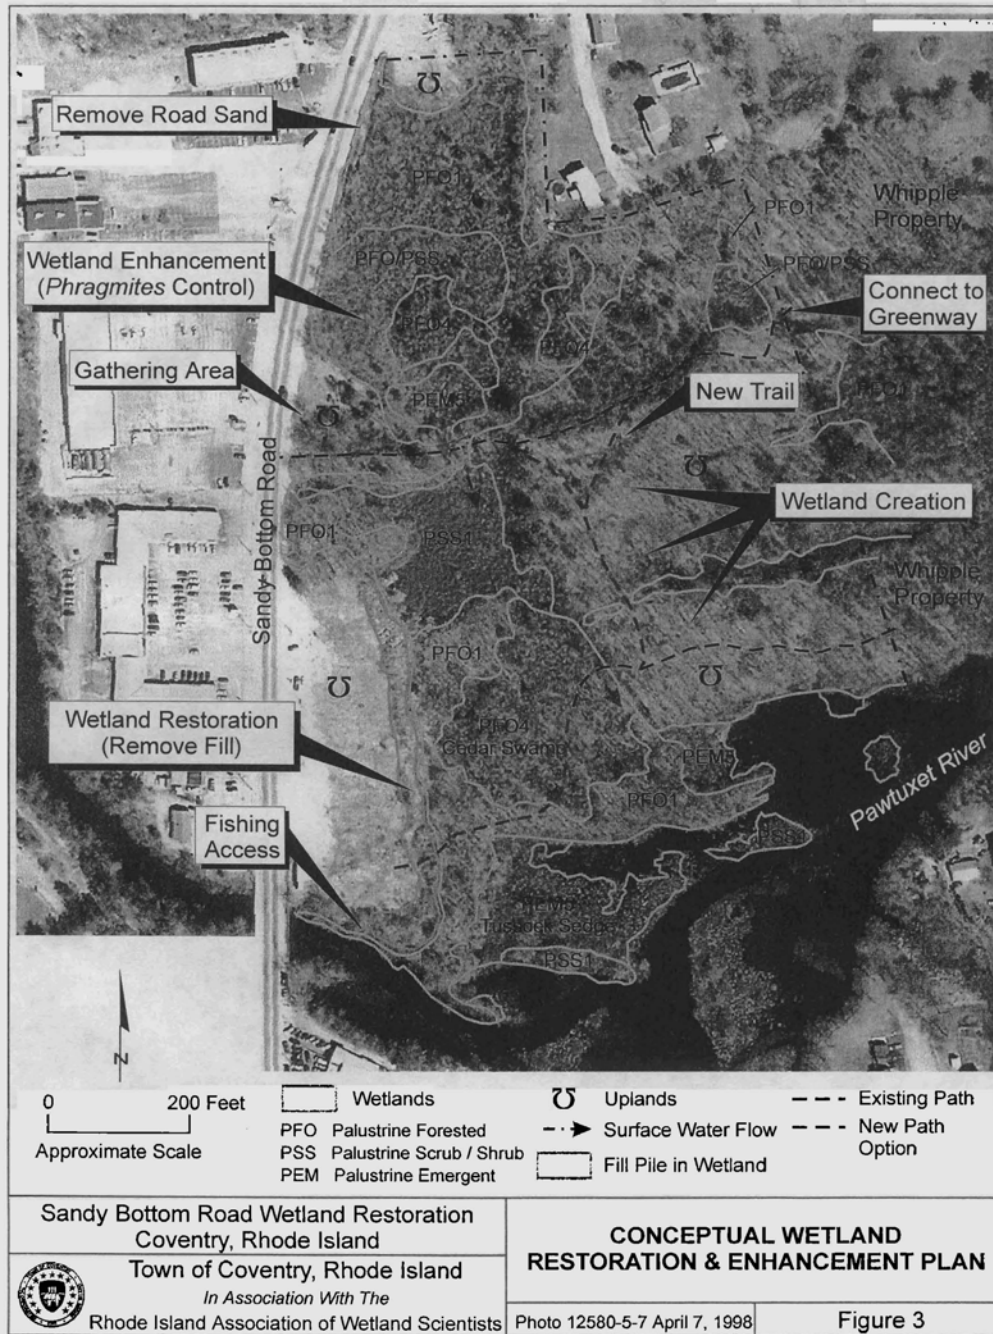 Remove Road Sand
PFO1
Whipple
Property
PFO1
Wetland Enhancement
(Phragmites Control)
PFO/PSS
PFO/PSS
Connect to
Greenway
PFO4
PFO4
Gathering Area
PEM5
New Trail
PFO1
Sandy Bottom Road
Wetland Creation
PFO1
PSS1
Whipple
Property
PFO1
Wetland Restoration
(Remove Fill)
PFO4
Cedar Swamp
PEM5
PFO1
Pawtuxet River
Fishing
Access
PSS1
Tussock Sedge
PSS1
N
0 200 Feet
Approximate Scale
Wetlands
PFO Palustrine Forested
PSS Palustrine Scrub / Shrub
PEM Palustrine Emergent
U Uplands
Surface Water Flow
Fill Pile in Wetland
Existing Path
New Path
Option
Sandy Bottom Road Wetland Restoration
Coventry, Rhode Island
Town of Coventry, Rhode Island
In Association With The
Rhode Island Association of Wetland Scientists
CONCEPTUAL WETLAND
RESTORATION & ENHANCEMENT PLAN
Photo 12580-5-7 April 7, 1998
Figure 3